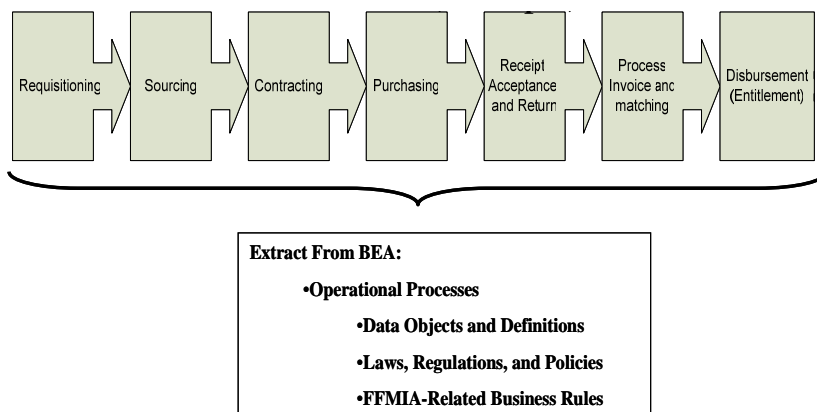 Requisitioning
Sourcing
Contracting
Purchasing
Receipt
Acceptance
and Return
Process
Invoice and
matching
Disbursement
(Entitlement)
Extract From BEA:
•Operational Processes
•Data Objects and Definitions
•Laws, Regulations, and Policies
•FFMIA-Related Business Rules